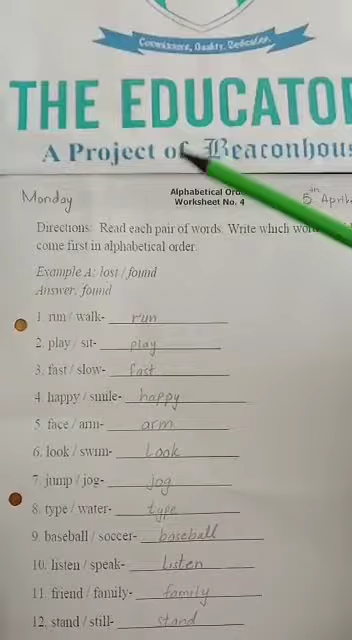 Commitment, Quality, Dedication.
THE EDUCATO
A Project of Beaconhous
Monday
Alphabetical Ord
5th April
Worksheet No. 4
Directions: Read each pair of words. Write which wor
come first in alphabetical order.
Example A: lost / found
Answer, found
1. run / walk- run
2. play / sit- play
3. fast / slow- fast
4. happy / smile- happy
5 face / arm- arm
6. look / swim- Look
7. jump / jog- jog
8. type / water- type
9. baseball / soccer- baseball
10. listen / speak- Listen
11. friend / family- family
12. stand / still- stand